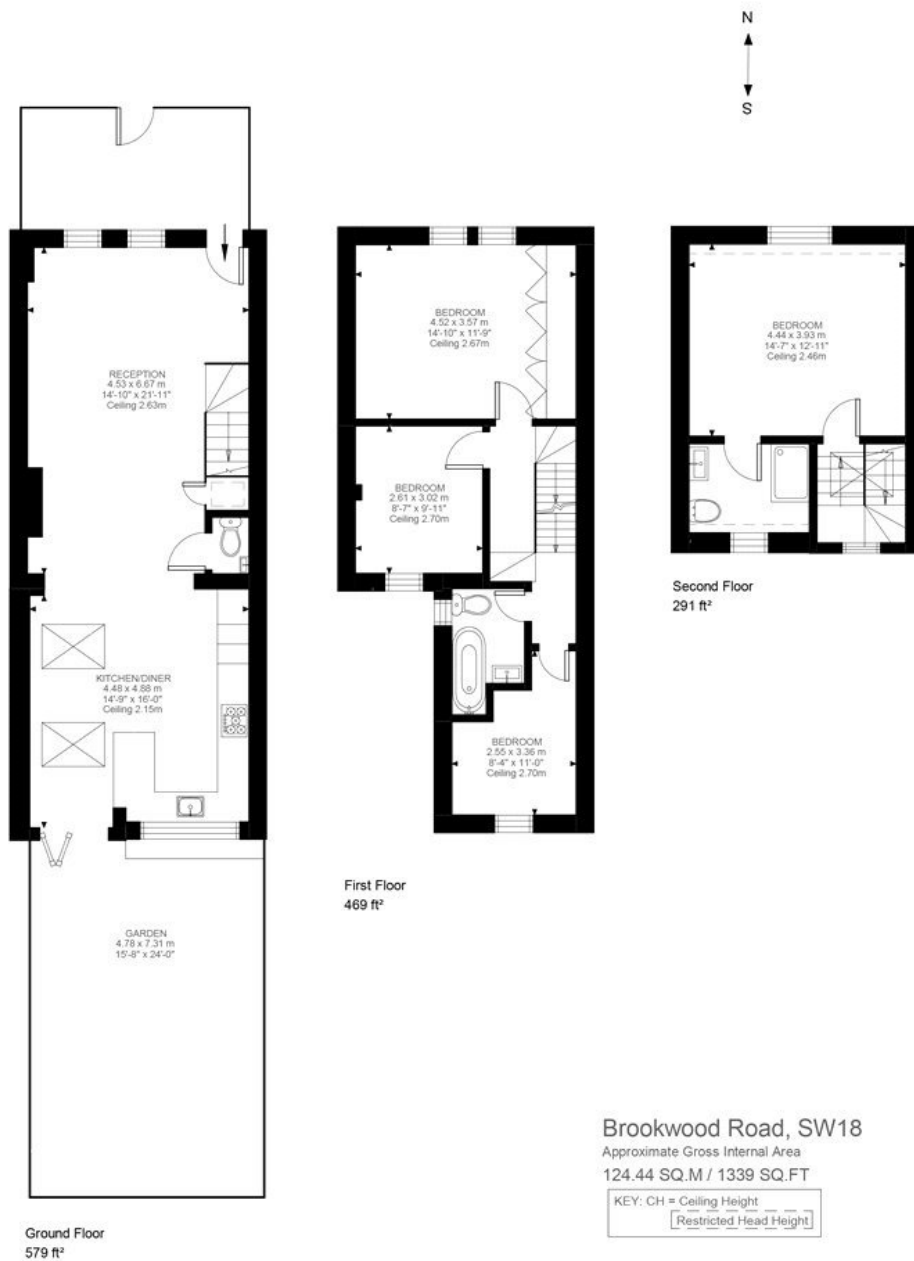 N
S
RECEPTION
4.53 x 6.67 m
14'-10" x 21'-11"
Ceiling 2.63m
KITCHEN/DINER
4.48 x 4.88 m
14'-9" x 16'-0"
Ceiling 2.15m
GARDEN
4.78 x 7.31 m
15'-8" x 24'-0"
Ground Floor
579 ft²
BEDROOM
4.52 x 3.57 m
14'-10" x 11'-9"
Ceiling 2.67m
BEDROOM
2.61 x 3.02 m
8'-7" x 9'-11"
Ceiling 2.70m
BEDROOM
2.55 x 3.36 m
8'-4" x 11'-0"
Ceiling 2.70m
First Floor
469 ft²
BEDROOM
4.44 x 3.93 m
14'-7" x 12'-11"
Ceiling 2.46m
Second Floor
291 ft²
Brookwood Road, SW18
Approximate Gross Internal Area
124.44 SQ.M / 1339 SQ.FT
KEY: CH = Ceiling Height
Restricted Head Height